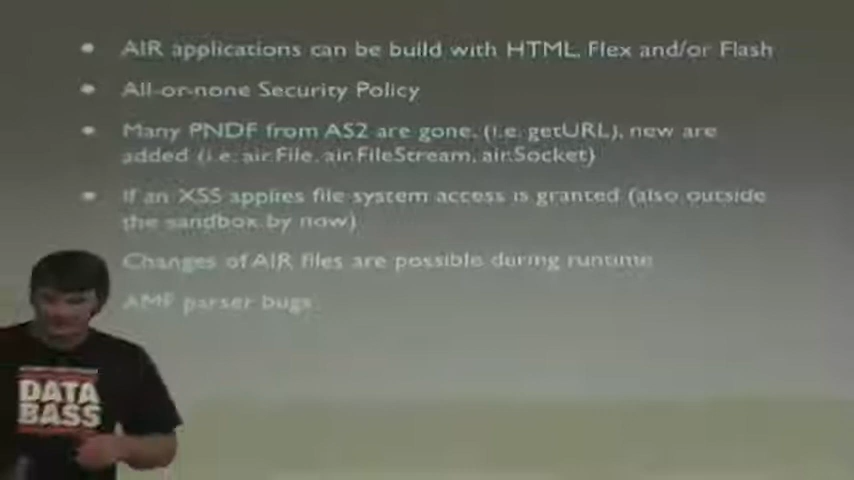 AIR applications can be build with HTML, Flex and/or Flash
All-or-none Security Policy
Many PNDF from AS2 are gone, (i.e. getURL), new are
added (i.e. air.File, air.FileStream, air.Socket)
If an XSS applies file system access is granted (also outside
the sandbox by now)
Changes of AIR files are possible during runtime
AMF parser bugs
DATA
BASS